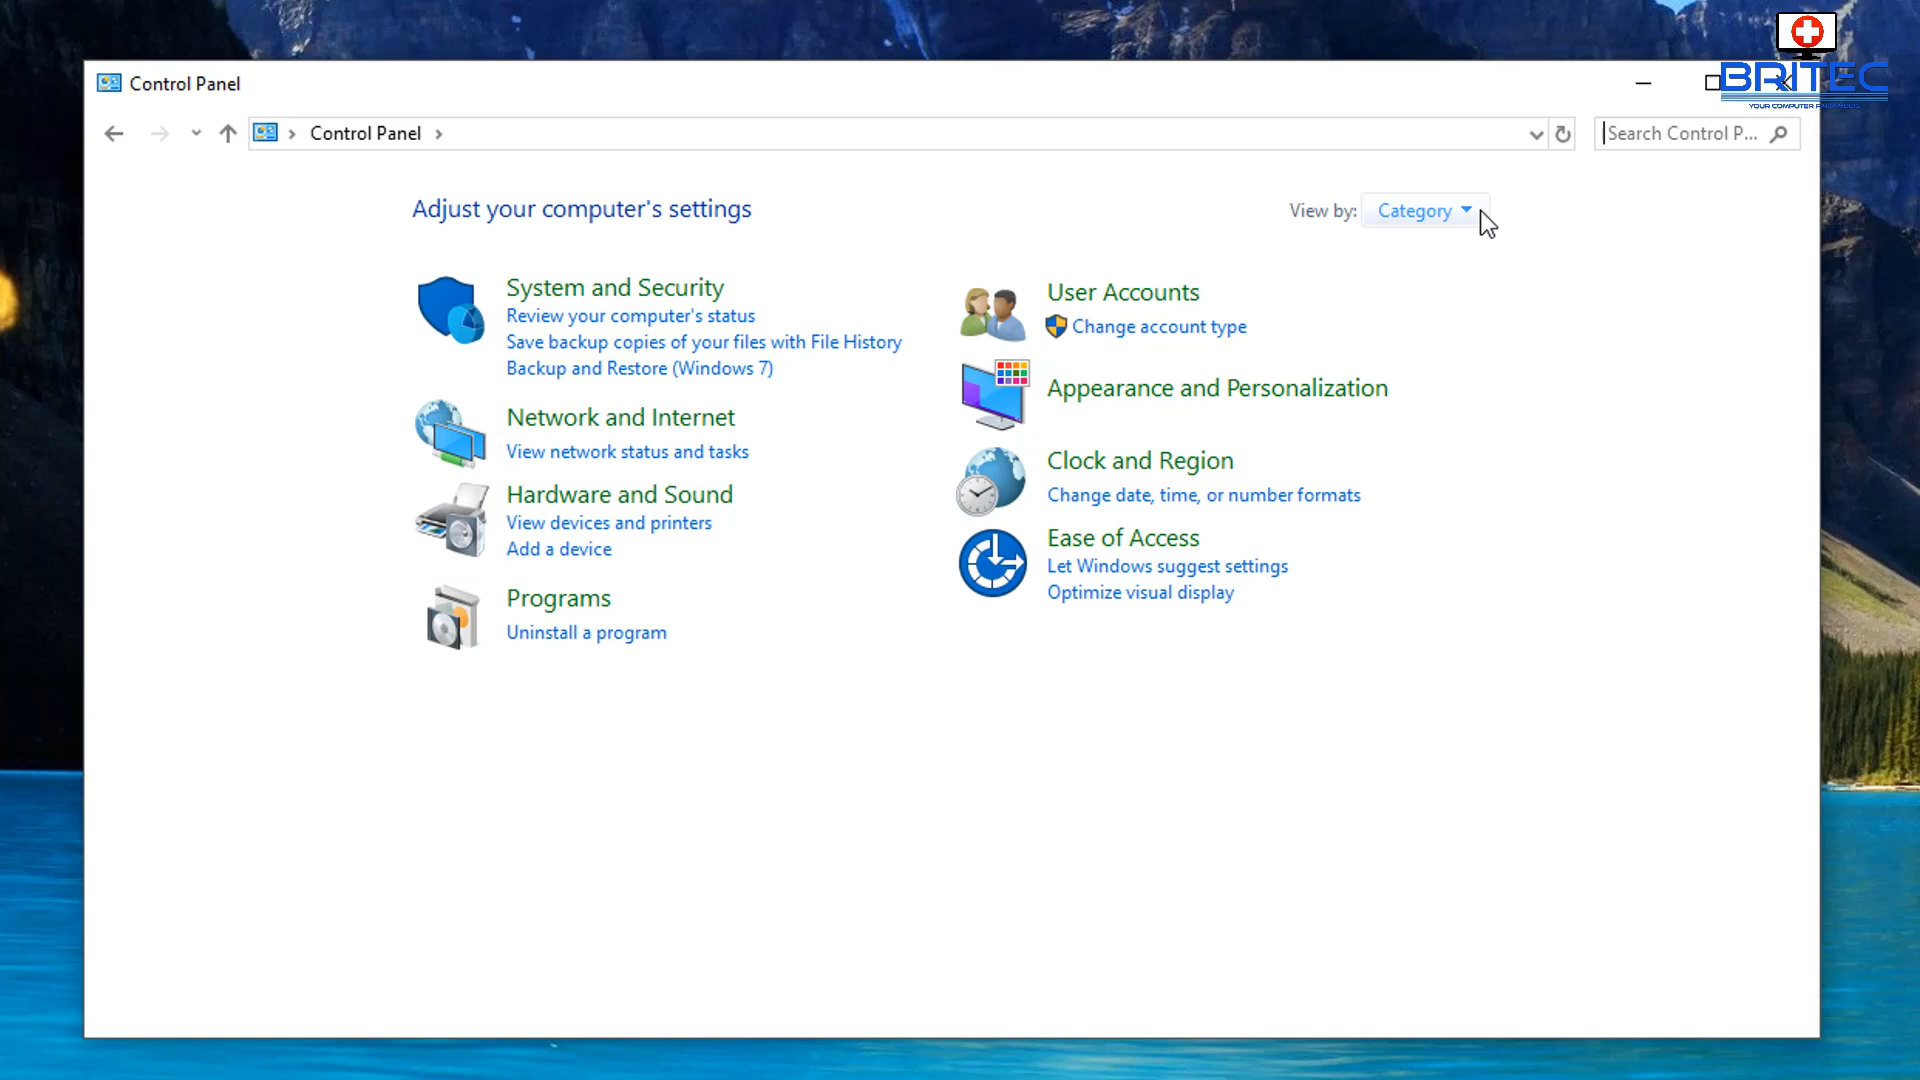 Control Panel
BRITEC
YOUR COMPUTER PARAMEDIC
Control Panel
Search Control P...
Adjust your computer's settings
View by: Category
System and Security
Review your computer's status
Save backup copies of your files with File History
Backup and Restore (Windows 7)
Network and Internet
View network status and tasks
Hardware and Sound
View devices and printers
Add a device
Programs
Uninstall a program
User Accounts
Change account type
Appearance and Personalization
Clock and Region
Change date, time, or number formats
Ease of Access
Let Windows suggest settings
Optimize visual display